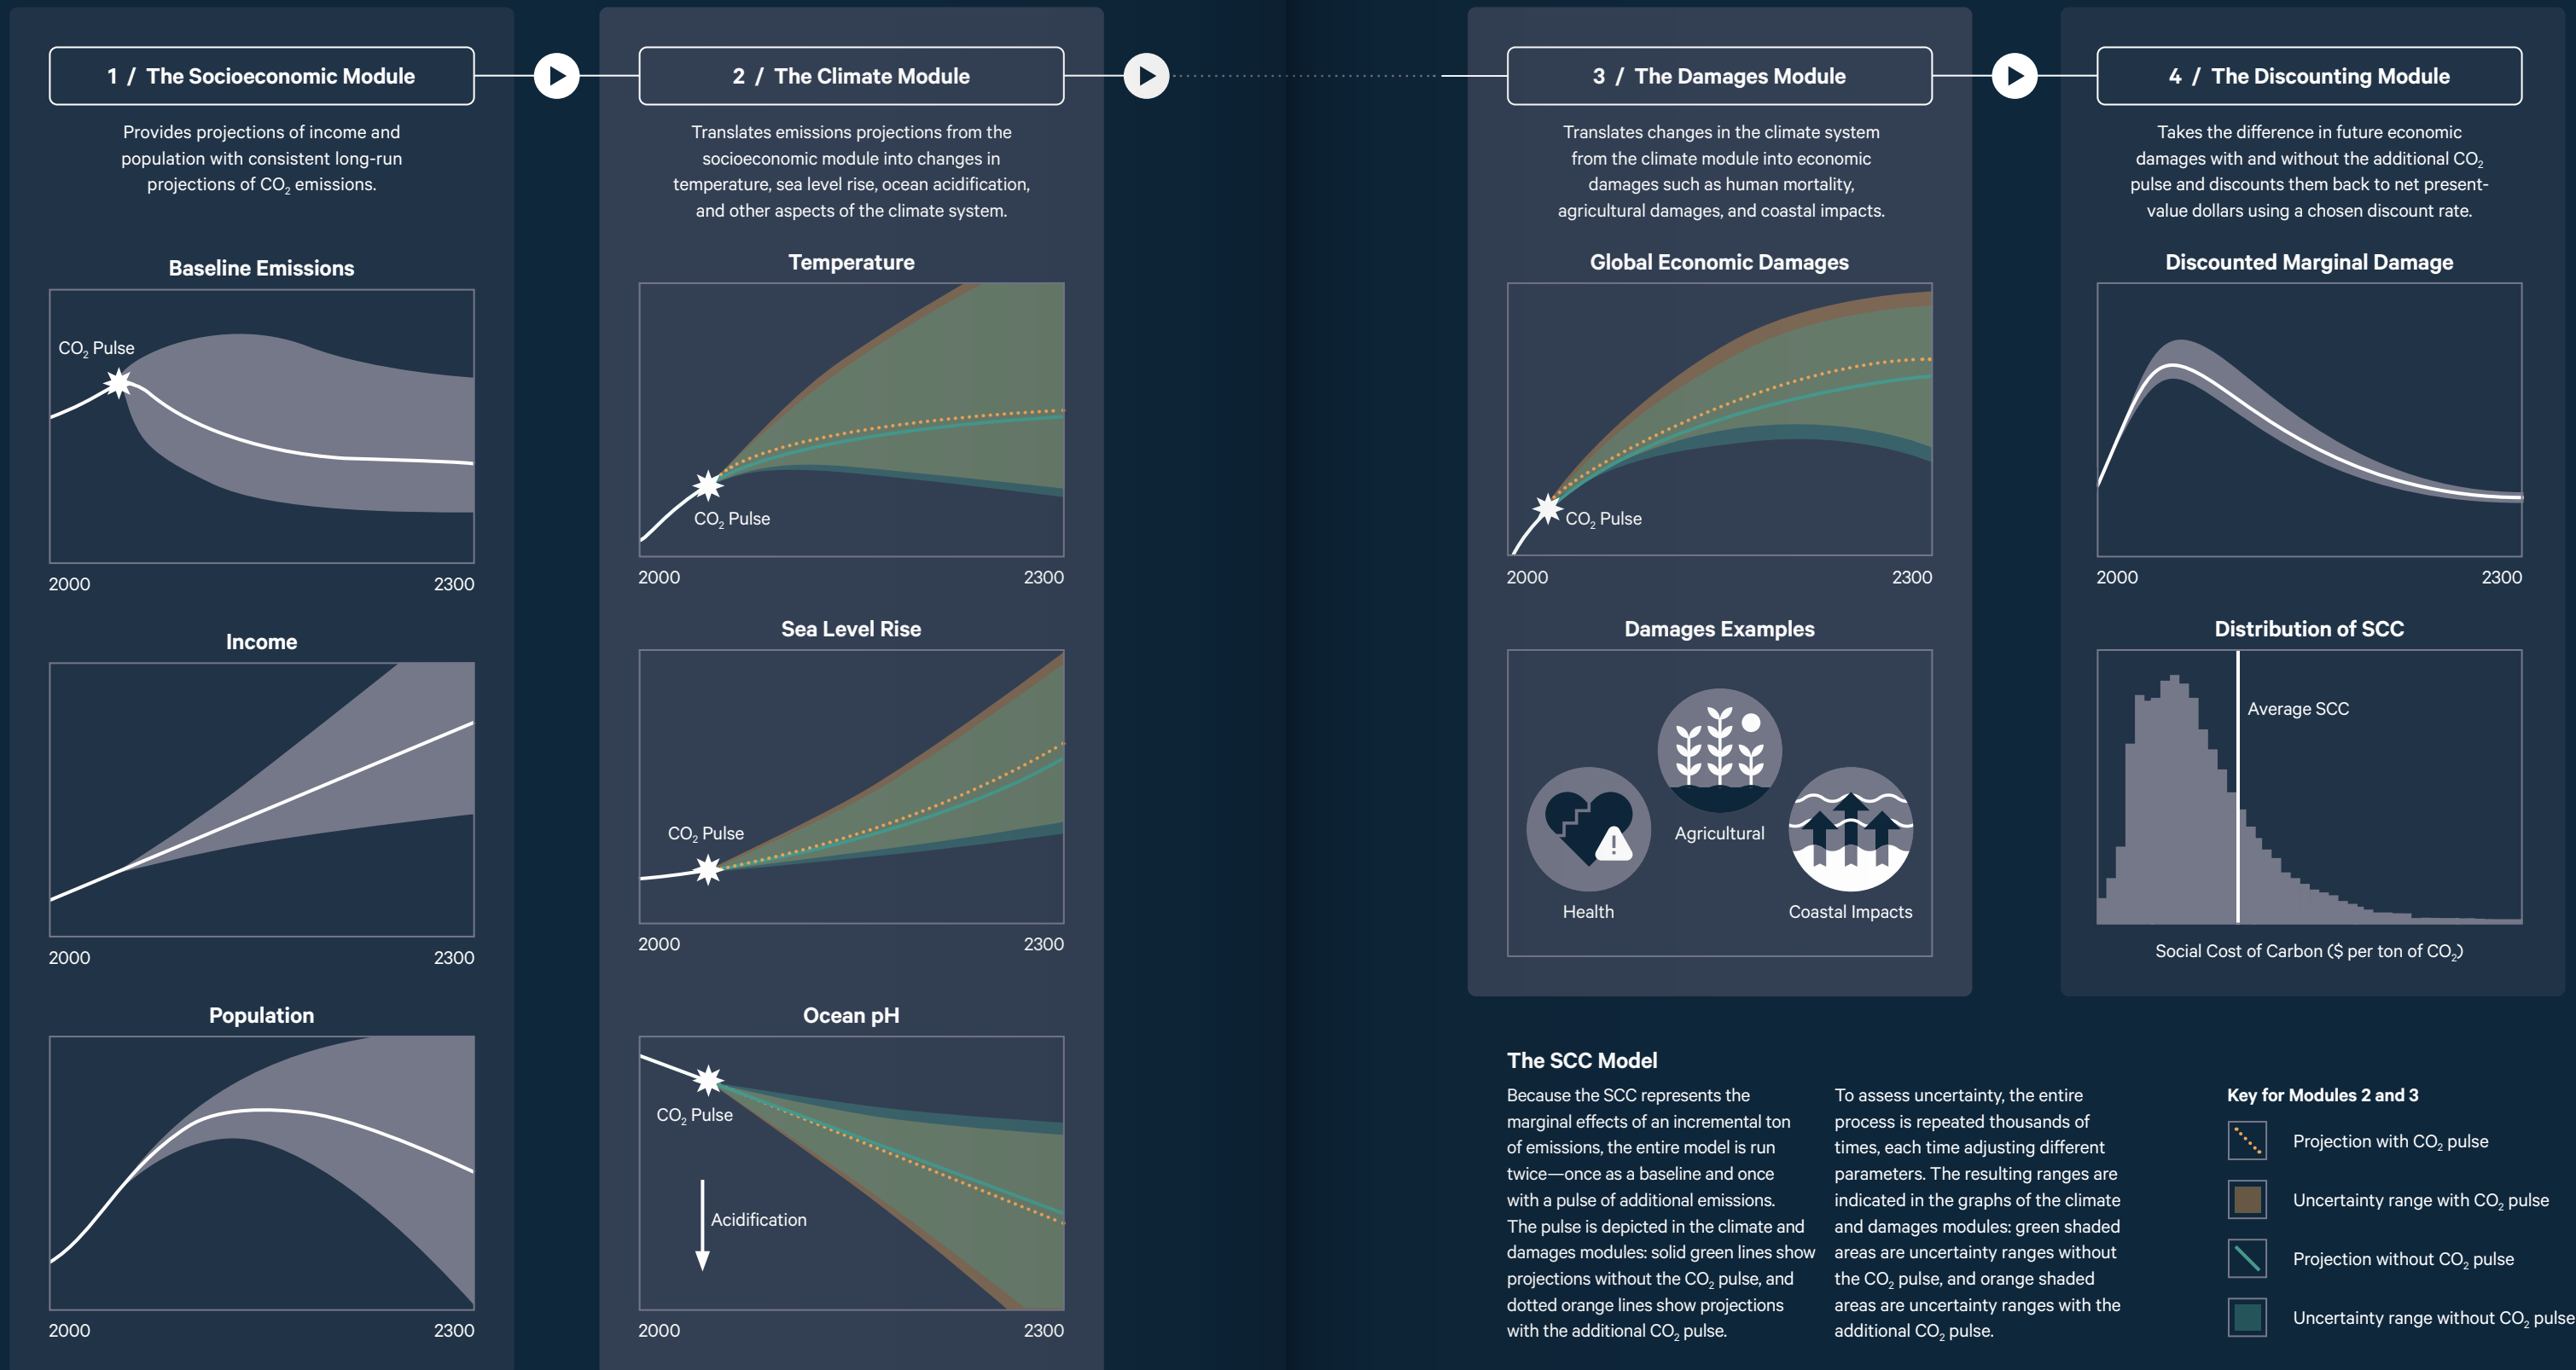 1 / The Socioeconomic Module
Provides projections of income and
population with consistent long-run
projections of CO₂ emissions.
Baseline Emissions
CO₂ Pulse
2000 2300
Income
2000 2300
Population
2000 2300
2 / The Climate Module
Translates emissions projections from the
socioeconomic module into changes in
temperature, sea level rise, ocean acidification,
and other aspects of the climate system.
Temperature
CO₂ Pulse
2000 2300
Sea Level Rise
CO₂ Pulse
2000 2300
Ocean pH
CO₂ Pulse
Acidification
2000 2300
3 / The Damages Module
Translates changes in the climate system
from the climate module into economic
damages such as human mortality,
agricultural damages, and coastal impacts.
Global Economic Damages
CO₂ Pulse
2000 2300
Damages Examples
Agricultural
!
Health
Coastal Impacts
4 / The Discounting Module
Takes the difference in future economic
damages with and without the additional CO₂
pulse and discounts them back to net present-
value dollars using a chosen discount rate.
Discounted Marginal Damage
2000 2300
Distribution of SCC
Average SCC
Social Cost of Carbon ($ per ton of CO₂)
The SCC Model
Because the SCC represents the
marginal effects of an incremental ton
of emissions, the entire model is run
twice—once as a baseline and once
with a pulse of additional emissions.
The pulse is depicted in the climate and
damages modules: solid green lines show
projections without the CO₂ pulse, and
dotted orange lines show projections
with the additional CO₂ pulse.
To assess uncertainty, the entire
process is repeated thousands of
times, each time adjusting different
parameters. The resulting ranges are
indicated in the graphs of the climate
and damages modules: green shaded
areas are uncertainty ranges without
the CO₂ pulse, and orange shaded
areas are uncertainty ranges with the
additional CO₂ pulse.
Key for Modules 2 and 3
Projection with CO₂ pulse
Uncertainty range with CO₂ pulse
Projection without CO₂ pulse
Uncertainty range without CO₂ pulse